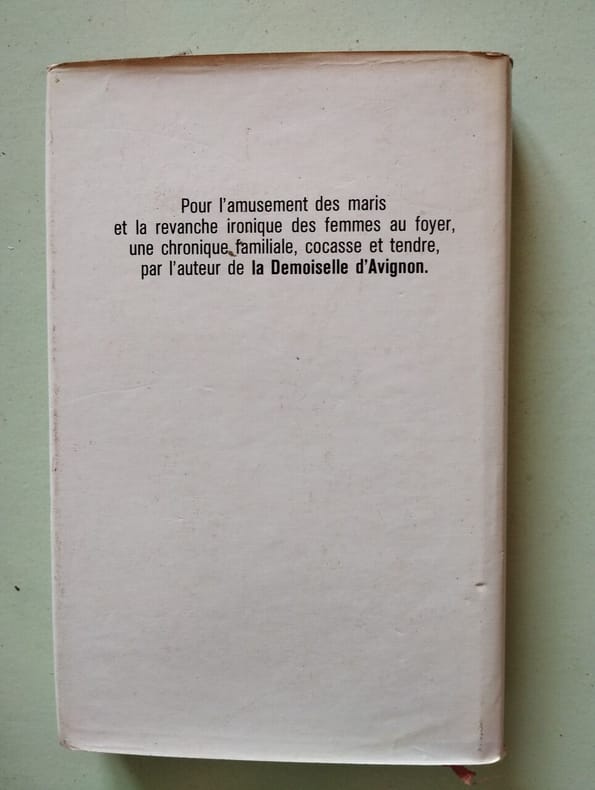 Pour l'amusement des maris
et la revanche ironique des femmes au foyer,
une chronique familiale, cocasse et tendre,
par l'auteur de la Demoiselle d'Avignon.